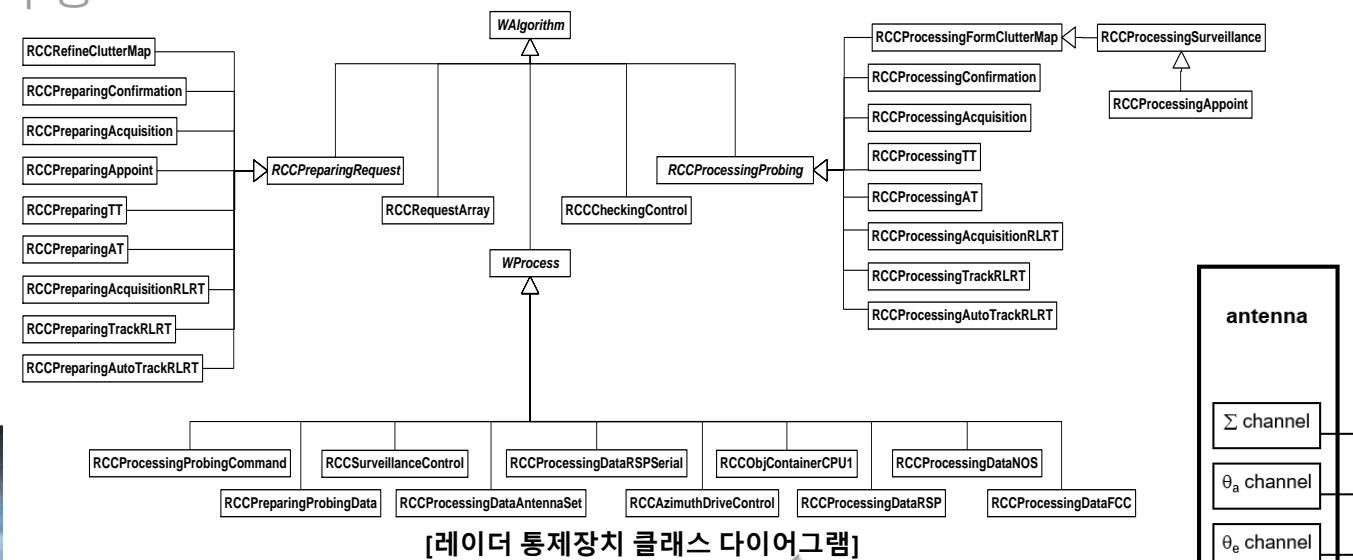 WAlgorithm
RCCRefineClutterMap
RCCPreparingConfirmation
RCCPreparingAcquisition
RCCPreparingAppoint
RCCPreparingTT
RCCPreparingAT
RCCPreparingAcquisitionRLRT
RCCPreparingTrackRLRT
RCCPreparingAutoTrackRLRT
RCCPreparingRequest
RCCRequestArray
WProcess
RCCCheckingControl
RCCProcessingProbing
RCCProcessingFormClutterMap
RCCProcessingSurveillance
RCCProcessingConfirmation
RCCProcessingAppoint
RCCProcessingAcquisition
RCCProcessingTT
RCCProcessingAT
RCCProcessingAcquisitionRLRT
RCCProcessingTrackRLRT
RCCProcessingAutoTrackRLRT
RCCProcessingProbingCommand
RCCSurveillanceControl
RCCProcessingDataRSPSerial
RCCObjContainerCPU1
RCCProcessingDataNOS
RCCPreparingProbingData
RCCProcessingDataAntennaSet
RCCAzimuthDriveControl
RCCProcessingDataRSP
RCCProcessingDataFCC
[레이더 통제장치 클래스 다이어그램]
antenna
Σ channel
θa channel
θe channel